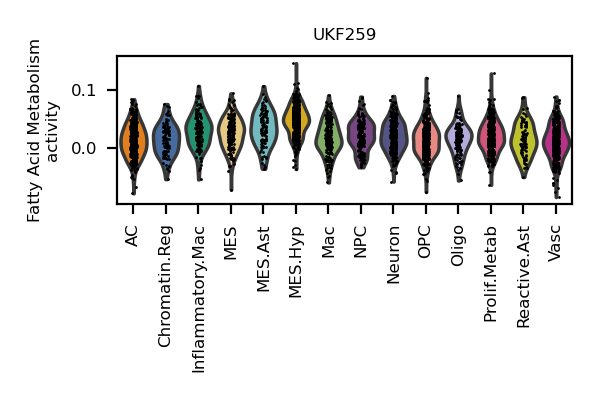 UKF259
Fatty Acid Metabolism
activity
0.1
0.0
AC
Chromatin.Reg
Inflammatory.Mac
MES
MES.Ast
MES.Hyp
Mac
NPC
Neuron
OPC
Oligo
Prolif.Metab
Reactive.Ast
Vasc